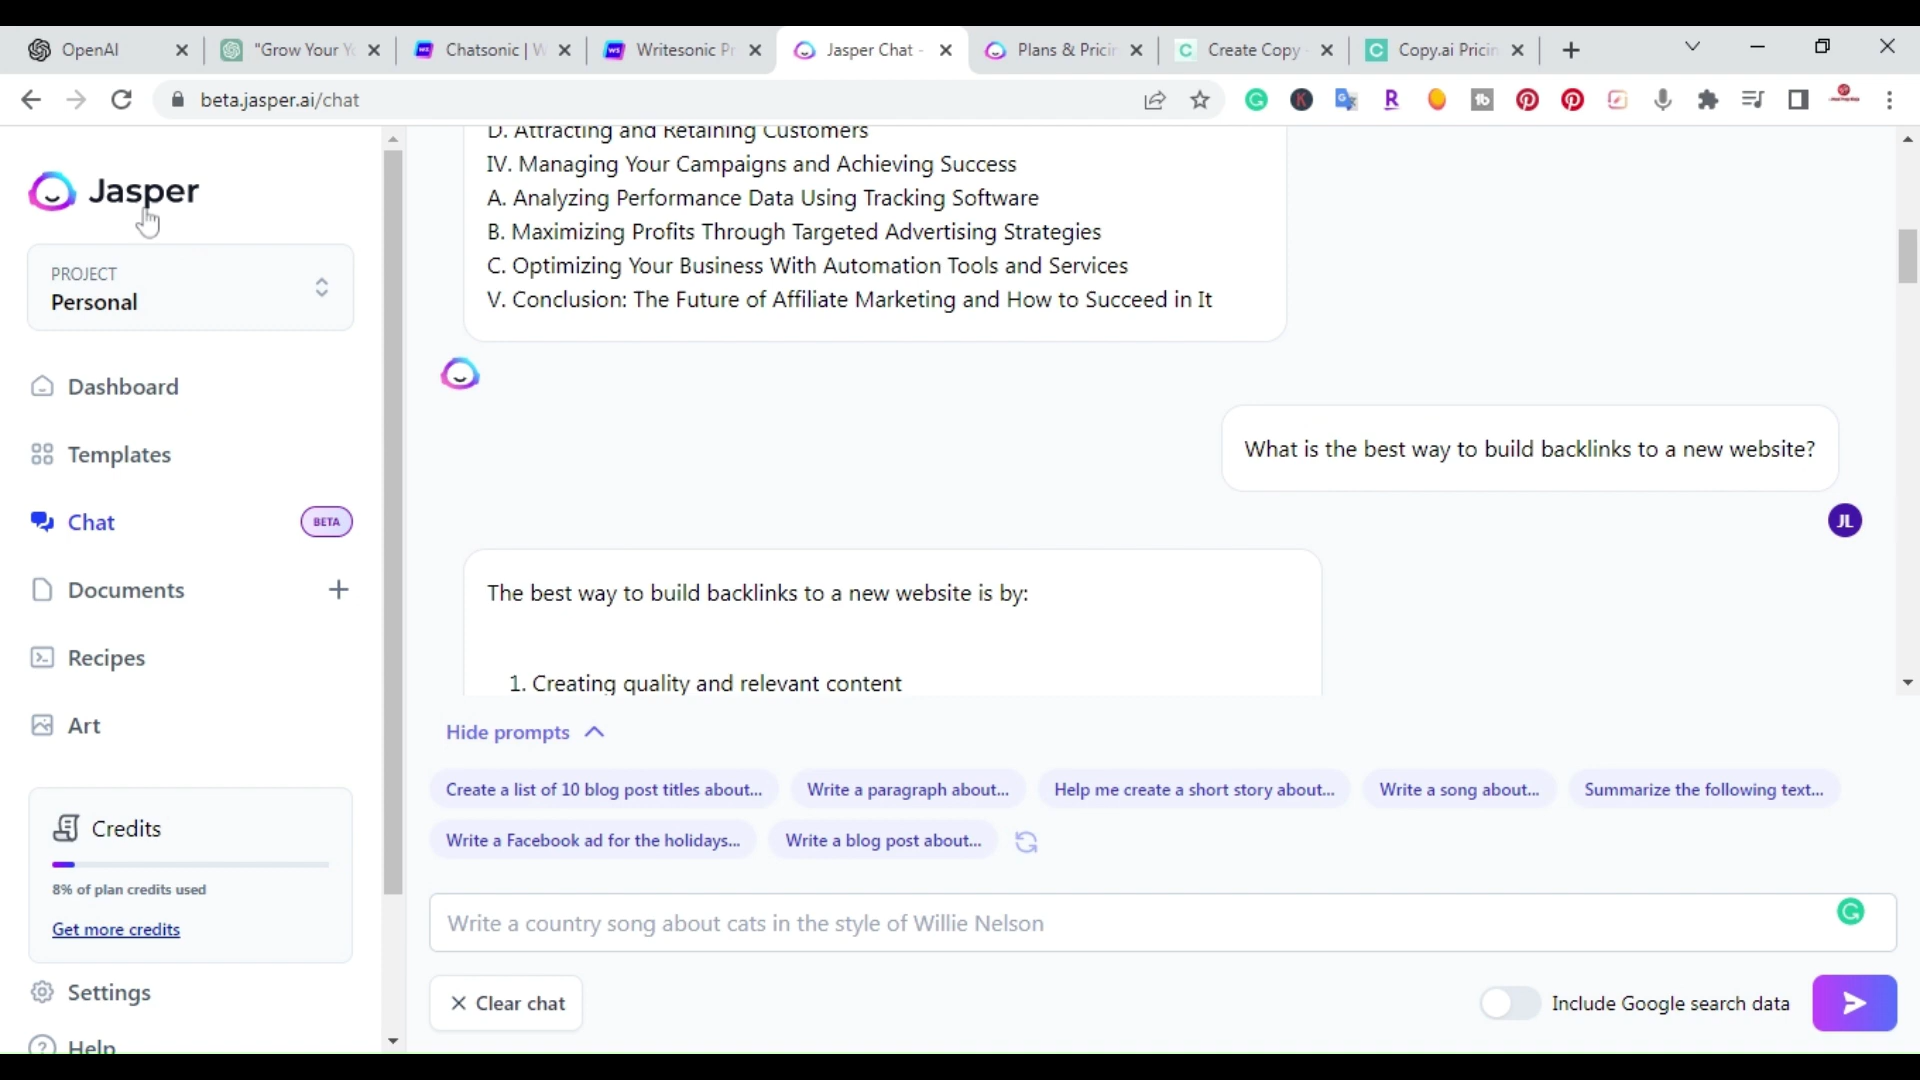 OpenAI
"Grow Your Y
Chatsonic | W
Writesonic Pr
Jasper Chat -
Plans & Pricin
Create Copy -
Copy.ai Pricin
beta.jasper.ai/chat
Jasper
PROJECT
Personal
Dashboard
Templates
Chat
BETA
Documents
Recipes
Art
Credits
8% of plan credits used
Get more credits
Settings
Help
D. Attracting and Retaining Customers
IV. Managing Your Campaigns and Achieving Success
A. Analyzing Performance Data Using Tracking Software
B. Maximizing Profits Through Targeted Advertising Strategies
C. Optimizing Your Business With Automation Tools and Services
V. Conclusion: The Future of Affiliate Marketing and How to Succeed in It
What is the best way to build backlinks to a new website?
JL
The best way to build backlinks to a new website is by:
1. Creating quality and relevant content
Hide prompts
Create a list of 10 blog post titles about...
Write a paragraph about...
Help me create a short story about...
Write a song about...
Summarize the following text...
Write a Facebook ad for the holidays...
Write a blog post about...
Write a country song about cats in the style of Willie Nelson
Clear chat
Include Google search data